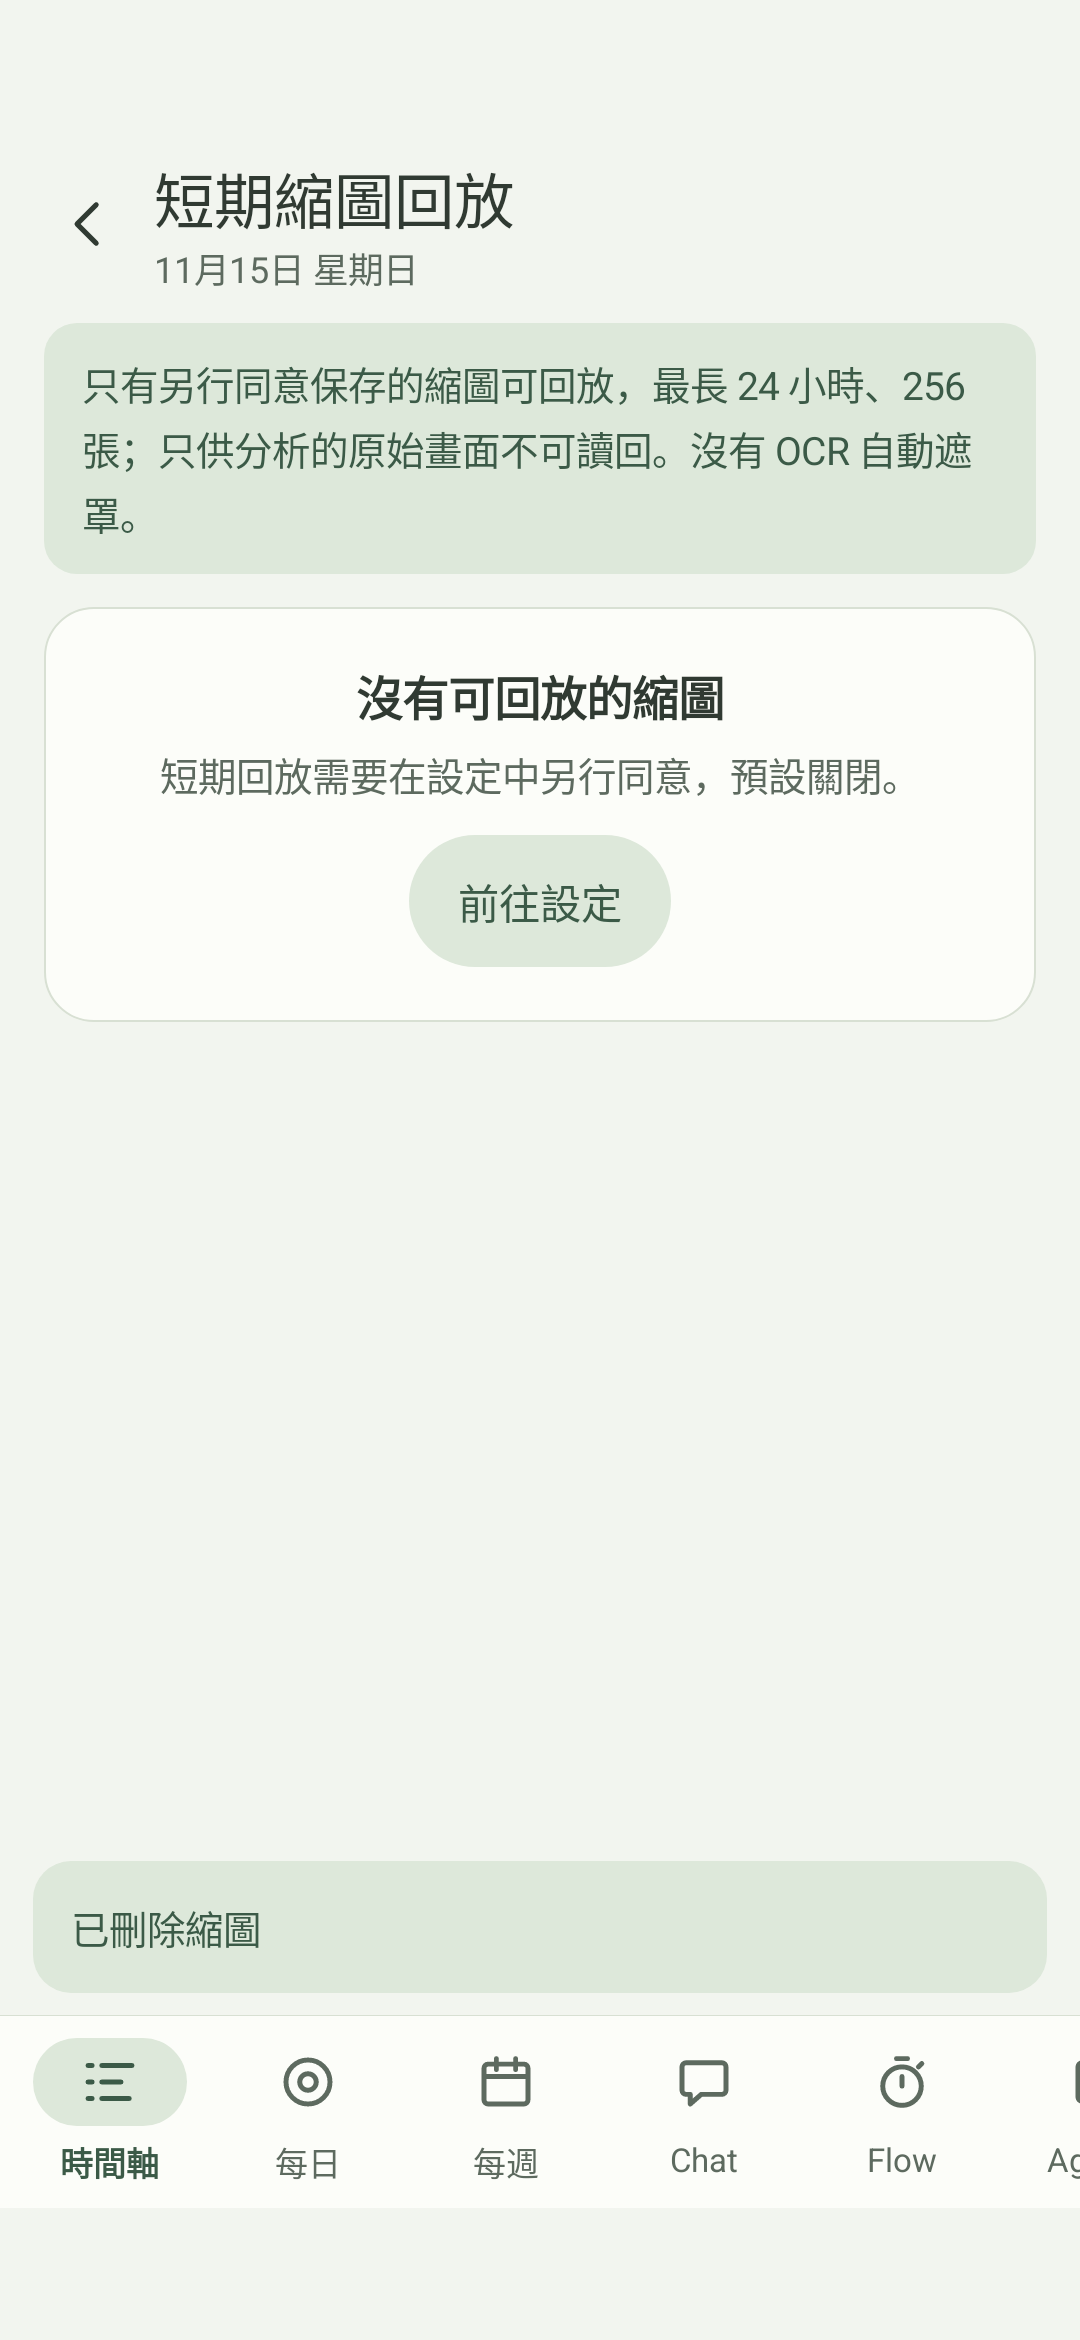 短期縮圖回放
11月15日 星期日
只有另行同意保存的縮圖可回放，最長 24 小時、256
張；只供分析的原始畫面不可讀回。沒有 OCR 自動遮
罩。
沒有可回放的縮圖
短期回放需要在設定中另行同意，預設關閉。
前往設定
已刪除縮圖
時間軸
每日
每週
Chat
Flow